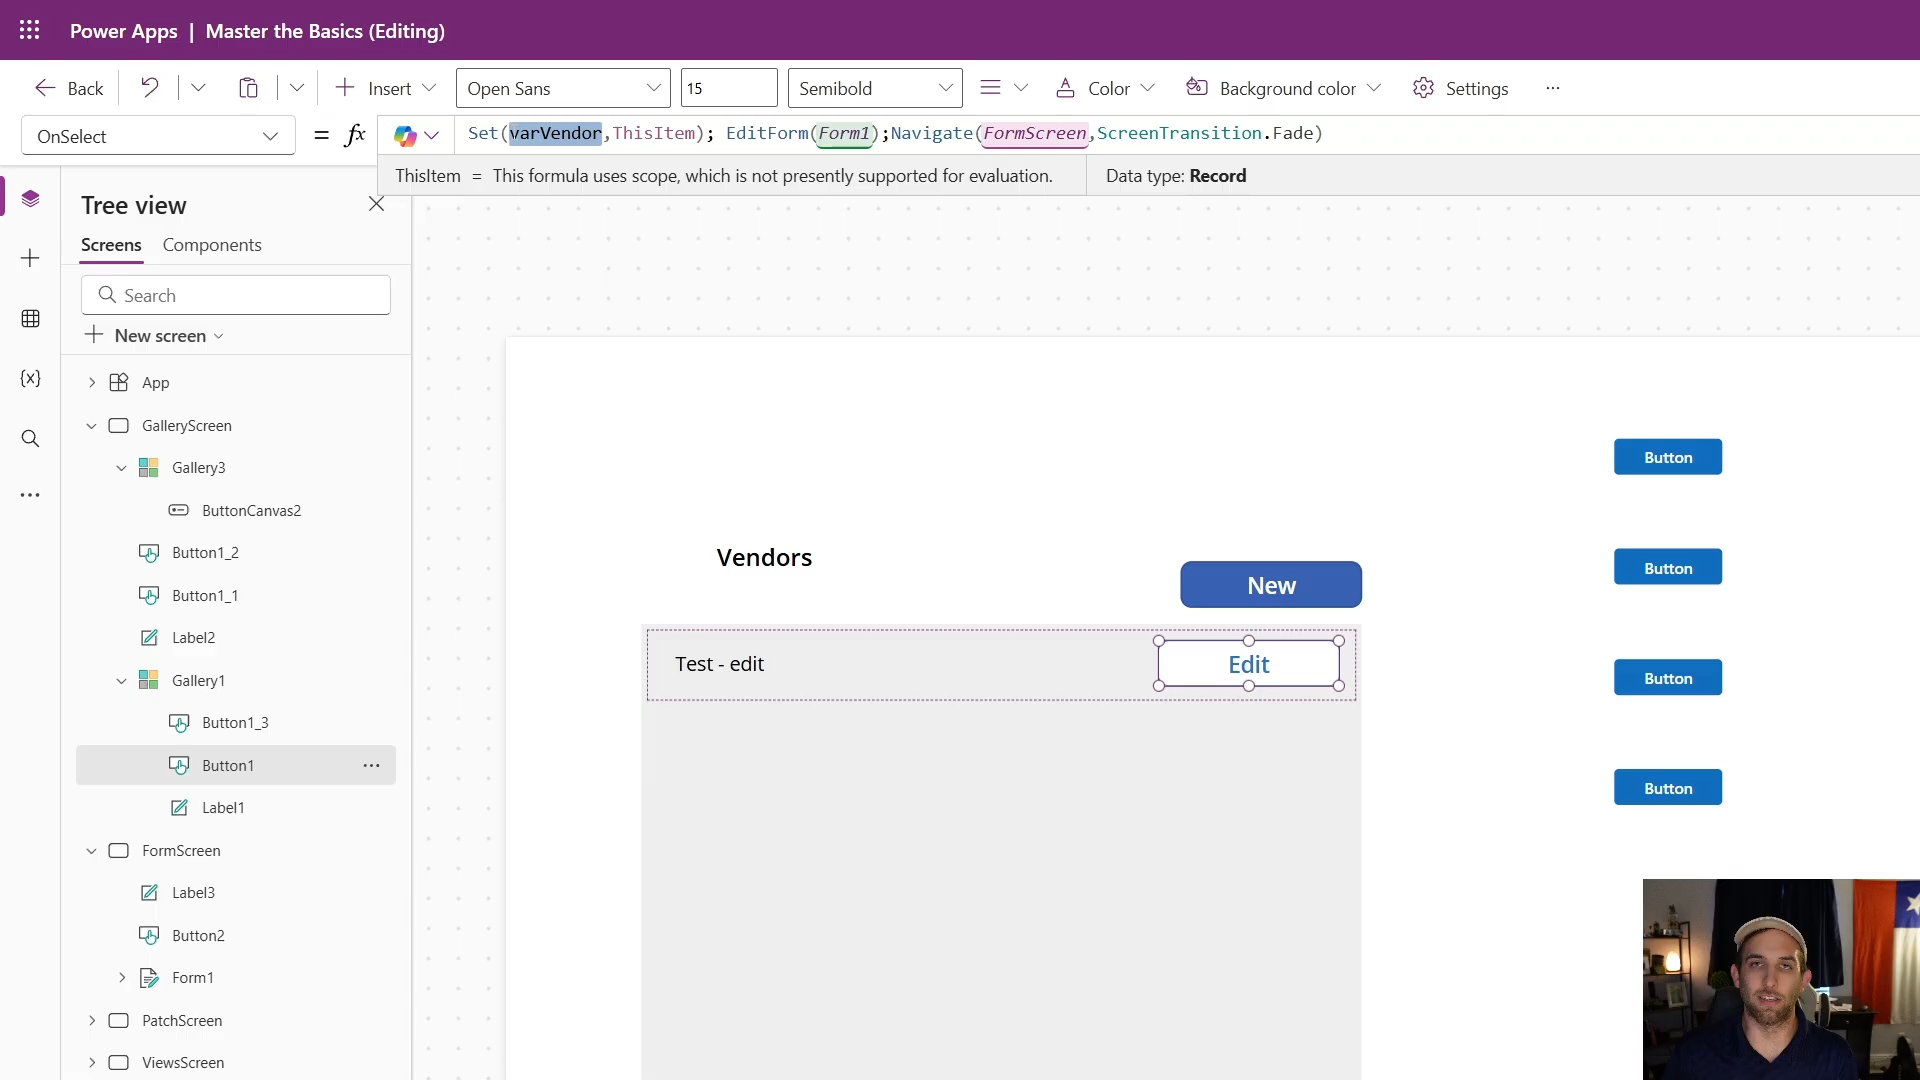 Power Apps | Master the Basics (Editing)
Back
Insert
Open Sans
15
Semibold
Color
Background color
Settings
OnSelect
= fx
Set(varVendor,ThisItem); EditForm(Form1);Navigate(FormScreen,ScreenTransition.Fade)
ThisItem = This formula uses scope, which is not presently supported for evaluation.
Data type: Record
Tree view
Screens
Components
Search
New screen
App
GalleryScreen
Gallery3
ButtonCanvas2
Button1_2
Button1_1
Label2
Gallery1
Button1_3
Button1
Label1
FormScreen
Label3
Button2
Form1
PatchScreen
ViewsScreen
Vendors
New
Test - edit
Edit
Button
Button
Button
Button